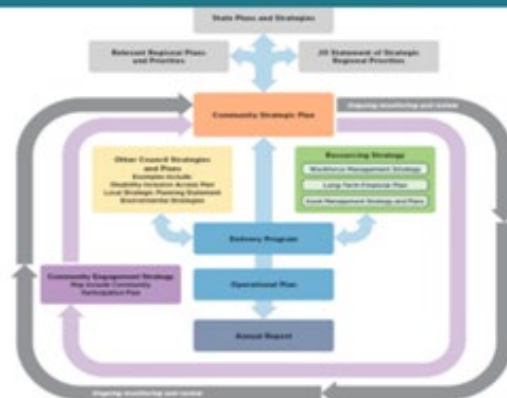 State Plans and Strategies
Relevant Regional Plans
and Priorities
JO Statement of Strategic
Regional Priorities
Community Strategic Plan
Ongoing monitoring and review
Other Council Strategies
and Plans
Examples include:
Disability Inclusion Access Plan
Local Strategic Planning Statement
Environmental Strategies
Resourcing Strategy
Workforce Management Strategy
Long-Term Financial Plan
Asset Management Strategy and Plans
Delivery Program
Community Engagement Strategy
May include Community
Participation Plan
Operational Plan
Annual Report
Ongoing monitoring and review